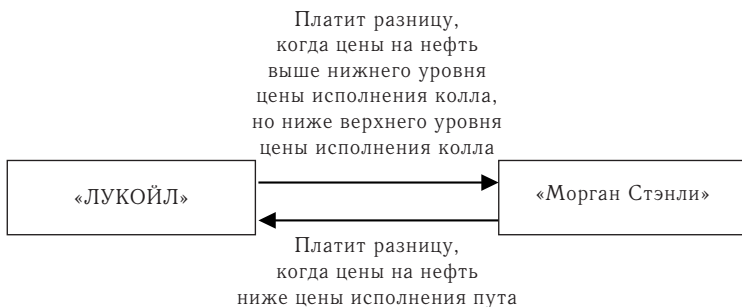 Платит разницу,
когда цены на нефть
выше нижнего уровня
цены исполнения колла,
но ниже верхнего уровня
цены исполнения колла
«ЛУКОЙЛ»
«Морган Стэнли»
Платит разницу,
когда цены на нефть
ниже цены исполнения пута